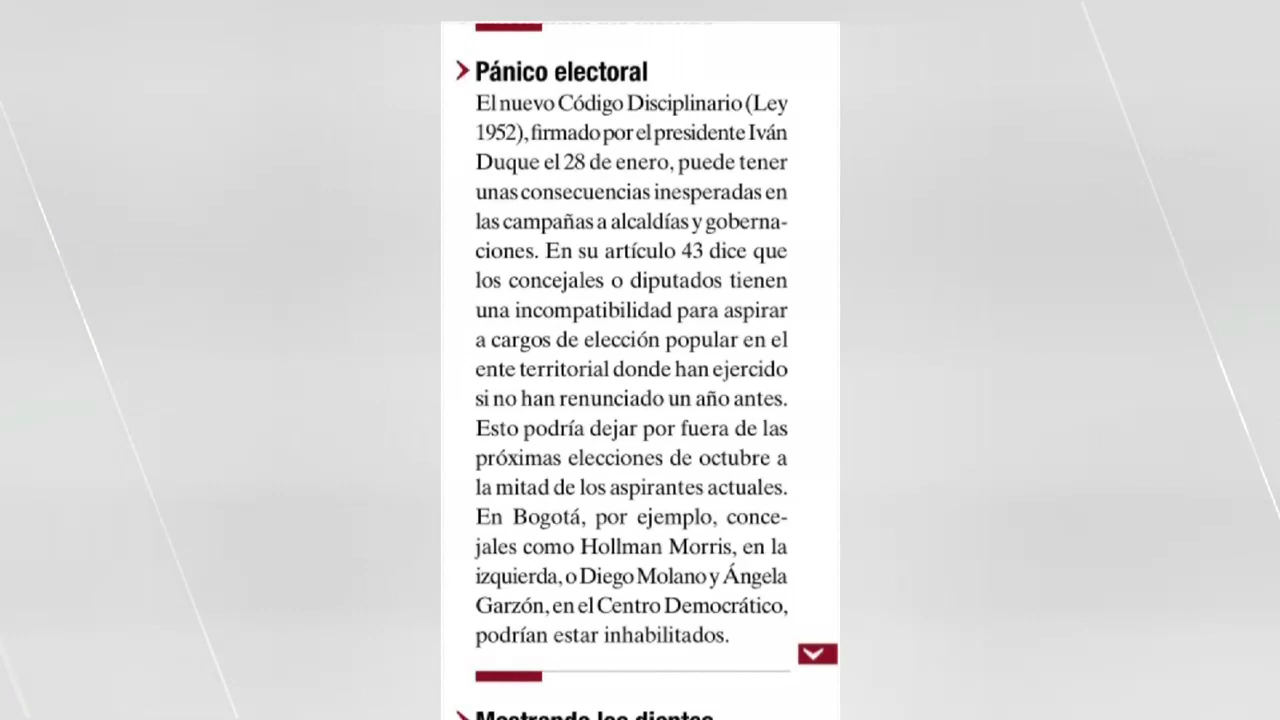 Pánico electoral
El nuevo Código Disciplinario (Ley
1952), firmado por el presidente Iván
Duque el 28 de enero, puede tener
unas consecuencias inesperadas en
las campañas a alcaldías y goberna-
ciones. En su artículo 43 dice que
los concejales o diputados tienen
una incompatibilidad para aspirar
a cargos de elección popular en el
ente territorial donde han ejercido
si no han renunciado un año antes.
Esto podría dejar por fuera de las
próximas elecciones de octubre a
la mitad de los aspirantes actuales.
En Bogotá, por ejemplo, conce-
jales como Hollman Morris, en la
izquierda, o Diego Molano y Ángela
Garzón, en el Centro Democrático,
podrían estar inhabilitados.
Mostrando los dientes